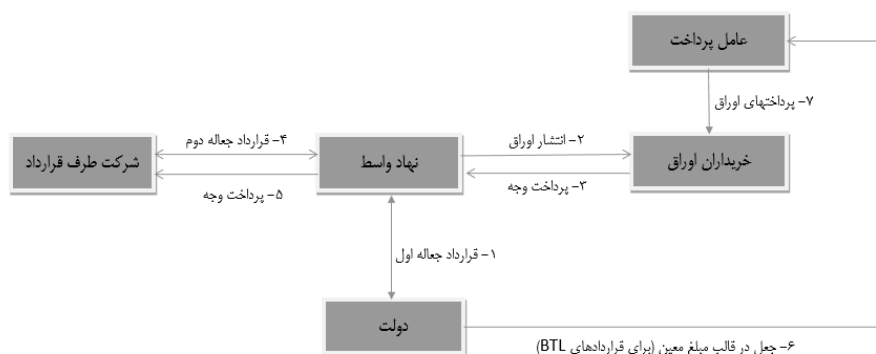 عامل پرداخت
۷- پرداختهای اوراق
۴- قرارداد جعاله دوم
۲- انتشار اوراق
شرکت طرف قرارداد
نهاد واسط
خریداران اوراق
۵- پرداخت وجه
۳- پرداخت وجه
۱- قرارداد جعاله اول
دولت
۶- جعل در قالب مبلغ معین (برای قراردادهای BTL)